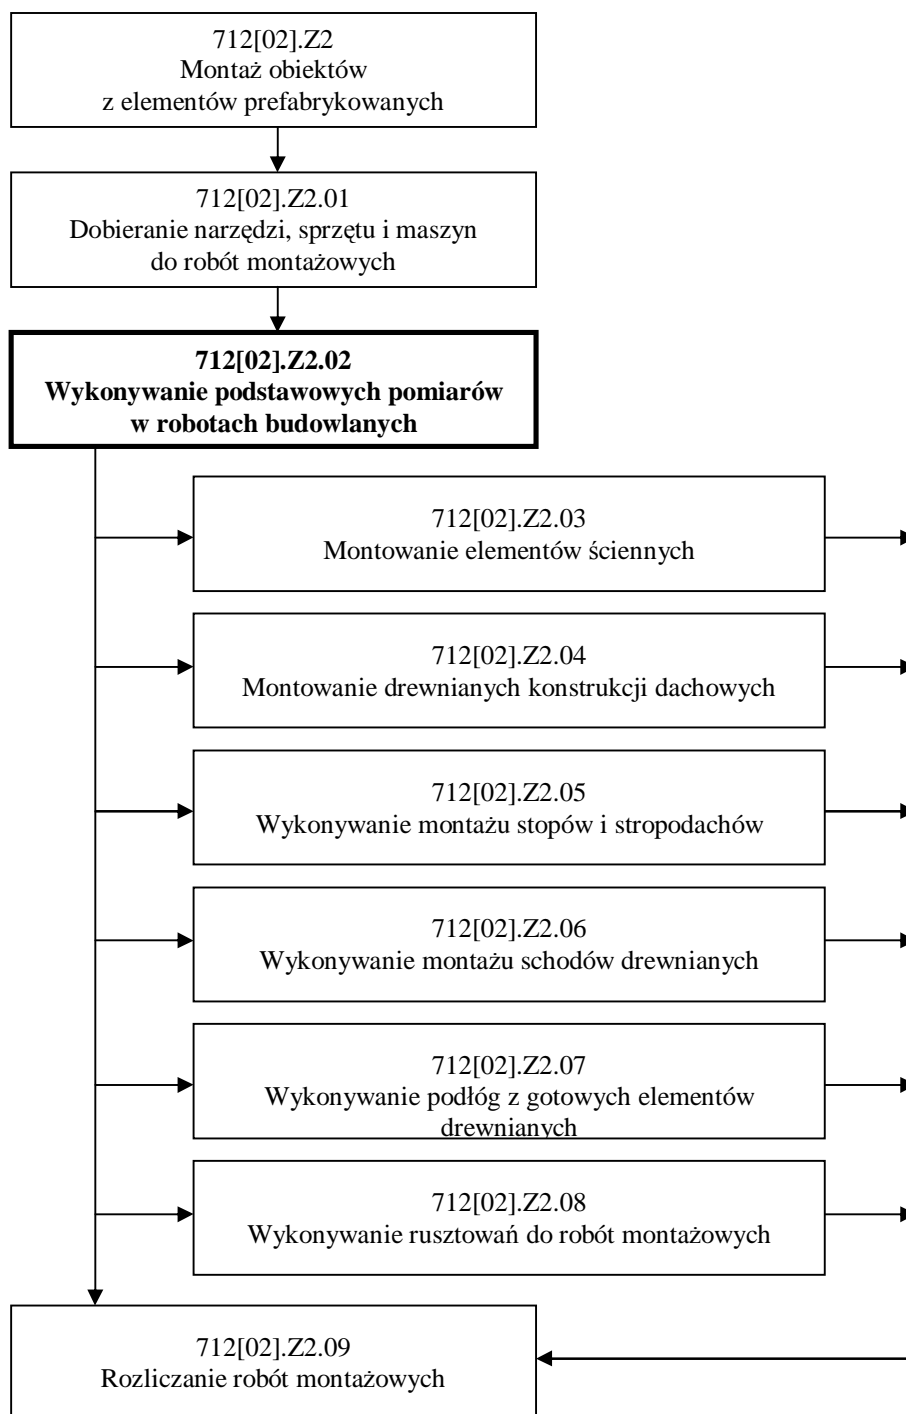 712[02].Z2
Montaż obiektów
z elementów prefabrykowanych
712[02].Z2.01
Dobieranie narzędzi, sprzętu i maszyn
do robót montażowych
712[02].Z2.02
Wykonywanie podstawowych pomiarów
w robotach budowlanych
712[02].Z2.03
Montowanie elementów ściennych
712[02].Z2.04
Montowanie drewnianych konstrukcji dachowych
712[02].Z2.05
Wykonywanie montażu stopów i stropodachów
712[02].Z2.06
Wykonywanie montażu schodów drewnianych
712[02].Z2.07
Wykonywanie podłóg z gotowych elementów
drewnianych
712[02].Z2.08
Wykonywanie rusztowań do robót montażowych
712[02].Z2.09
Rozliczanie robót montażowych